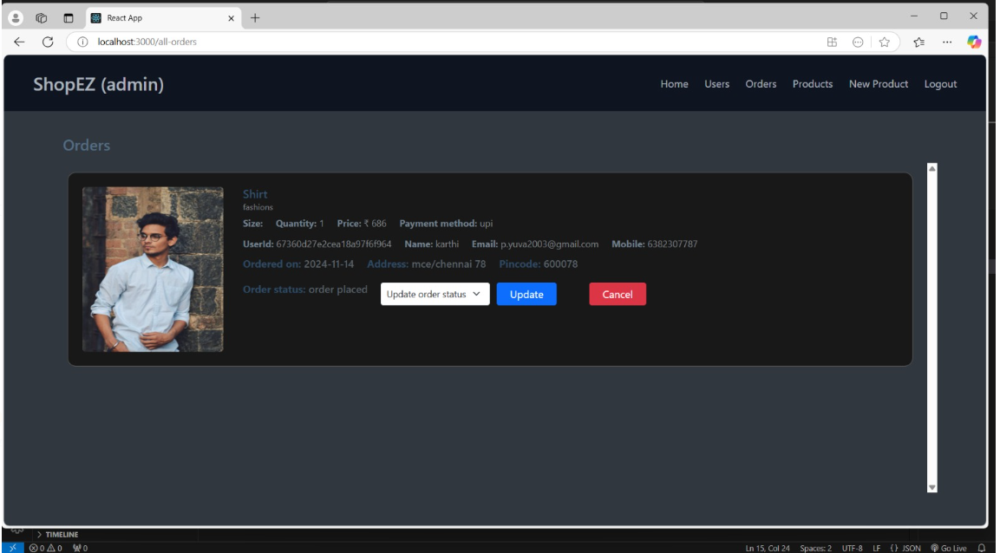 React App
localhost:3000/all-orders
ShopEZ (admin)
Home Users Orders Products New Product Logout
Orders
Shirt
fashions
Size: Quantity: 1 Price: ₹ 686 Payment method: upi
UserId: 67360d27e2cea18a97f6f964 Name: karthi Email: p.yuva2003@gmail.com Mobile: 6382307787
Ordered on: 2024-11-14 Address: mce/chennai 78 Pincode: 600078
Order status: order placed Update order status Update Cancel
TIMELINE
0 0 0 Ln 15, Col 24 Spaces: 2 UTF-8 LF {} JSON Go Live